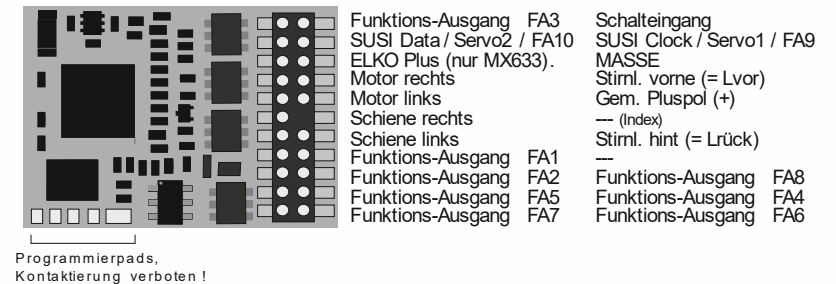 Funktions-Ausgang FA3 Schalteingang
SUSI Data / Servo2 / FA10 SUSI Clock / Servo1 / FA9
ELKO Plus (nur MX633). MASSE
Motor rechts Stirnl. vorne (= Lvor)
Motor links Gem. Pluspol (+)
Schiene rechts --- (Index)
Schiene links Stirnl. hint (= Lrück)
Funktions-Ausgang FA1 ---
Funktions-Ausgang FA2 Funktions-Ausgang FA8
Funktions-Ausgang FA5 Funktions-Ausgang FA4
Funktions-Ausgang FA7 Funktions-Ausgang FA6
Programmierpads,
Kontaktierung verboten !